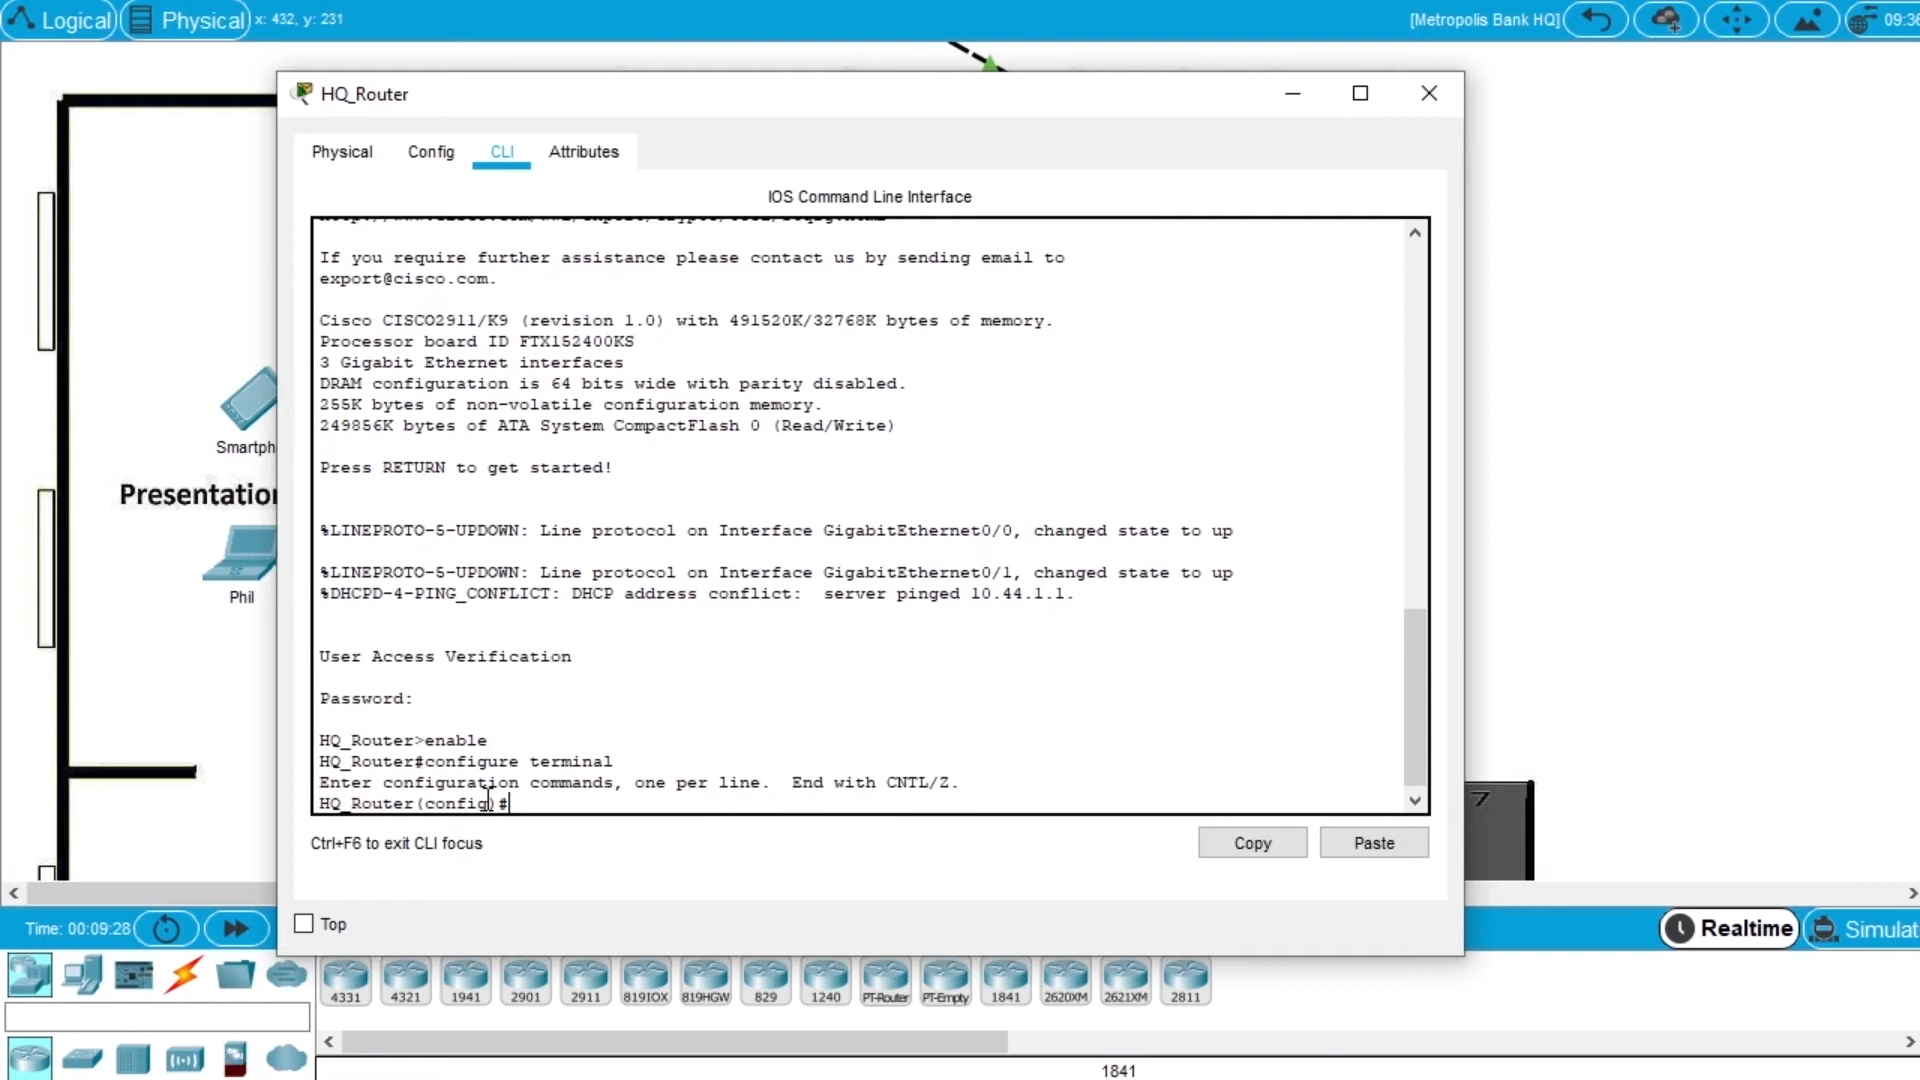 Logical
Physical
x: 432, y: 231
[Metropolis Bank HQ]
09:36
HQ_Router
Physical
Config
CLI
Attributes
IOS Command Line Interface
If you require further assistance please contact us by sending email to
export@cisco.com.
Cisco CISCO2911/K9 (revision 1.0) with 491520K/32768K bytes of memory.
Processor board ID FTX152400KS
3 Gigabit Ethernet interfaces
DRAM configuration is 64 bits wide with parity disabled.
255K bytes of non-volatile configuration memory.
249856K bytes of ATA System CompactFlash 0 (Read/Write)
Press RETURN to get started!
%LINEPROTO-5-UPDOWN: Line protocol on Interface GigabitEthernet0/0, changed state to up
%LINEPROTO-5-UPDOWN: Line protocol on Interface GigabitEthernet0/1, changed state to up
%DHCPD-4-PING_CONFLICT: DHCP address conflict:  server pinged 10.44.1.1.
User Access Verification
Password:
HQ_Router>enable
HQ_Router#configure terminal
Enter configuration commands, one per line.  End with CNTL/Z.
HQ_Router(config)#
Ctrl+F6 to exit CLI focus
Copy
Paste
Top
Smartph
Presentation
Phil
Time: 00:09:28
Realtime
Simulat
4331
4321
1941
2901
2911
819IOX
819HGW
829
1240
PT-Router
PT-Empty
1841
2620XM
2621XM
2811
1841